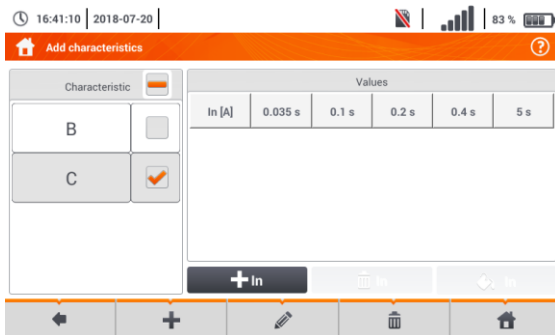 16:41:10 2018-07-20 83 %
Add characteristics
Characteristic Values
In [A] 0.035 s 0.1 s 0.2 s 0.4 s 5 s
B
C
In In In